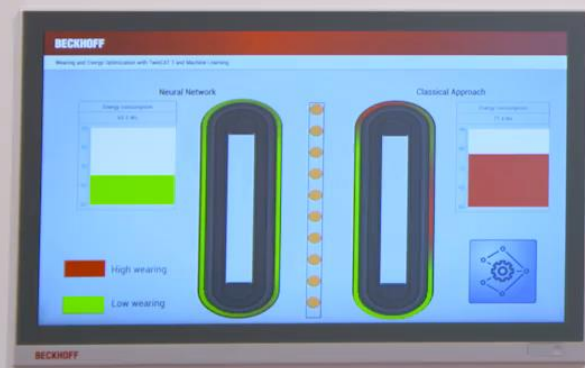 BECKHOFF
Wearing and Energy Optimization with TwinCAT 3 and Machine Learning
Neural Network
Classical Approach
Energy consumption
Energy consumption
High wearing
Low wearing
BECKHOFF